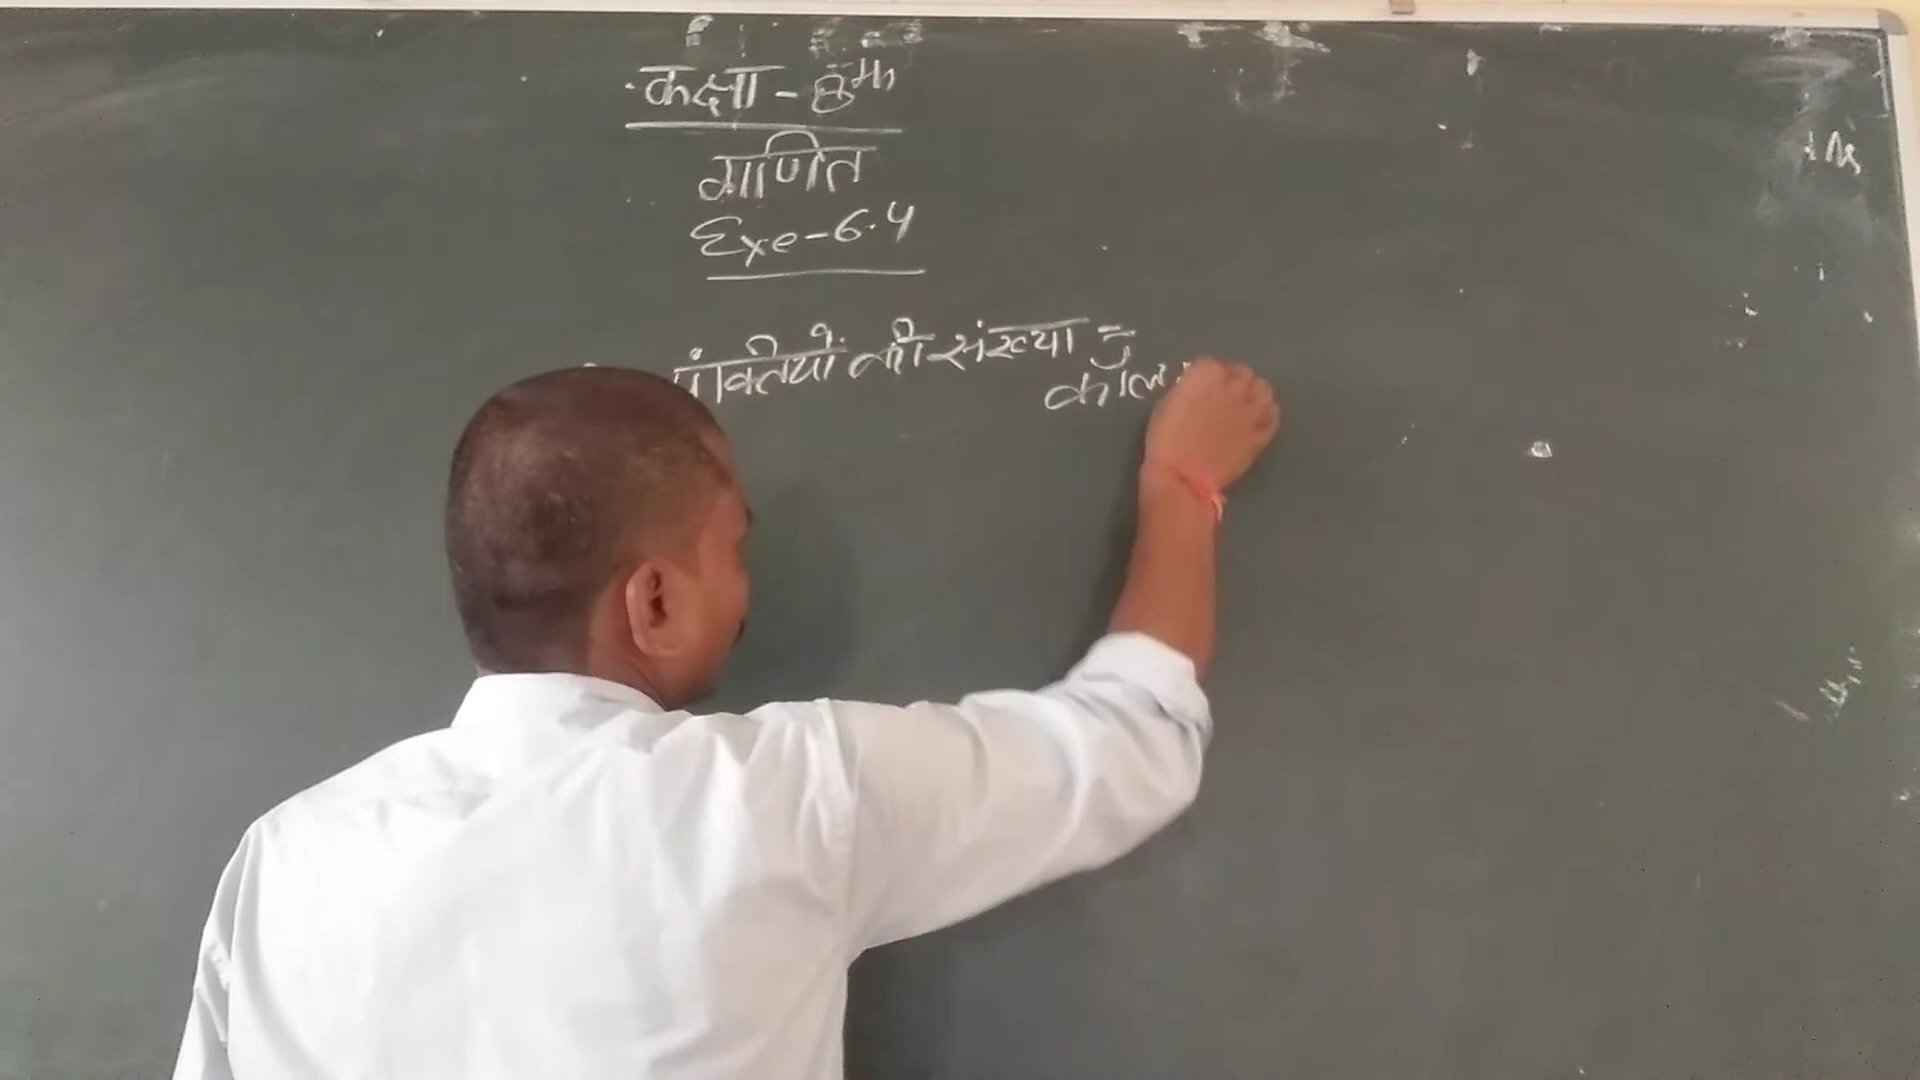 कक्षा - 8th
गणित
Exe-6.4
पंक्तियों की संख्या =